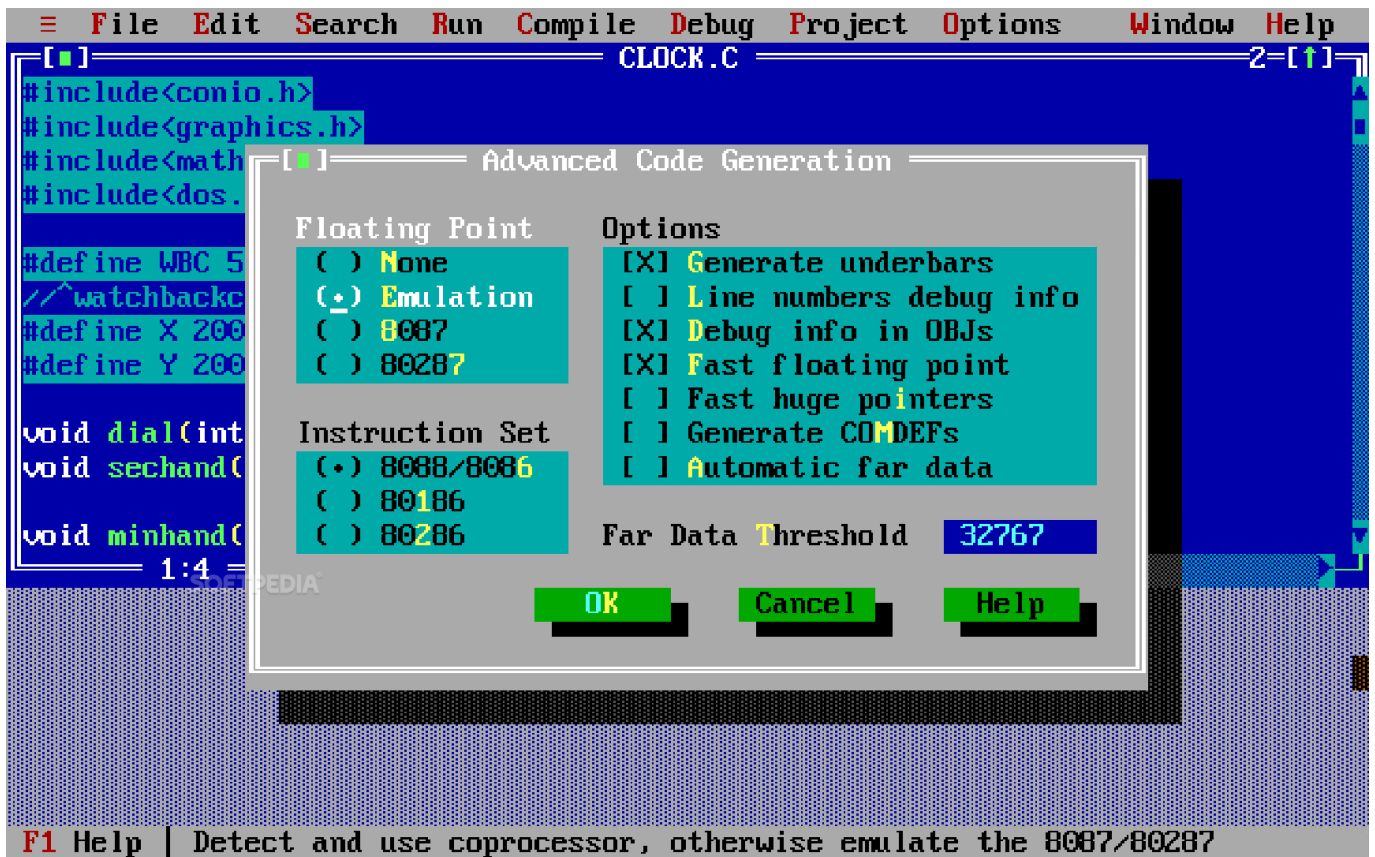 ≡ File Edit Search Run Compile Debug Project Options Window Help
[■] CLOCK.C 2=[↑]
#include<conio.h>
#include<graphics.h>
#include<math
#include<dos.
#define WBC 5
//^watchbackc
#define X 200
#define Y 200
void dial(int
void sechand(
void minhand(
1:4
[■] Advanced Code Generation
Floating Point
( ) None
(•) Emulation
( ) 8087
( ) 80287
Instruction Set
(•) 8088/8086
( ) 80186
( ) 80286
Options
[X] Generate underbars
[ ] Line numbers debug info
[X] Debug info in OBJs
[X] Fast floating point
[ ] Fast huge pointers
[ ] Generate COMDEFs
[ ] Automatic far data
Far Data Threshold 32767
OK Cancel Help
SOFTPEDIA
F1 Help | Detect and use coprocessor, otherwise emulate the 8087/80287